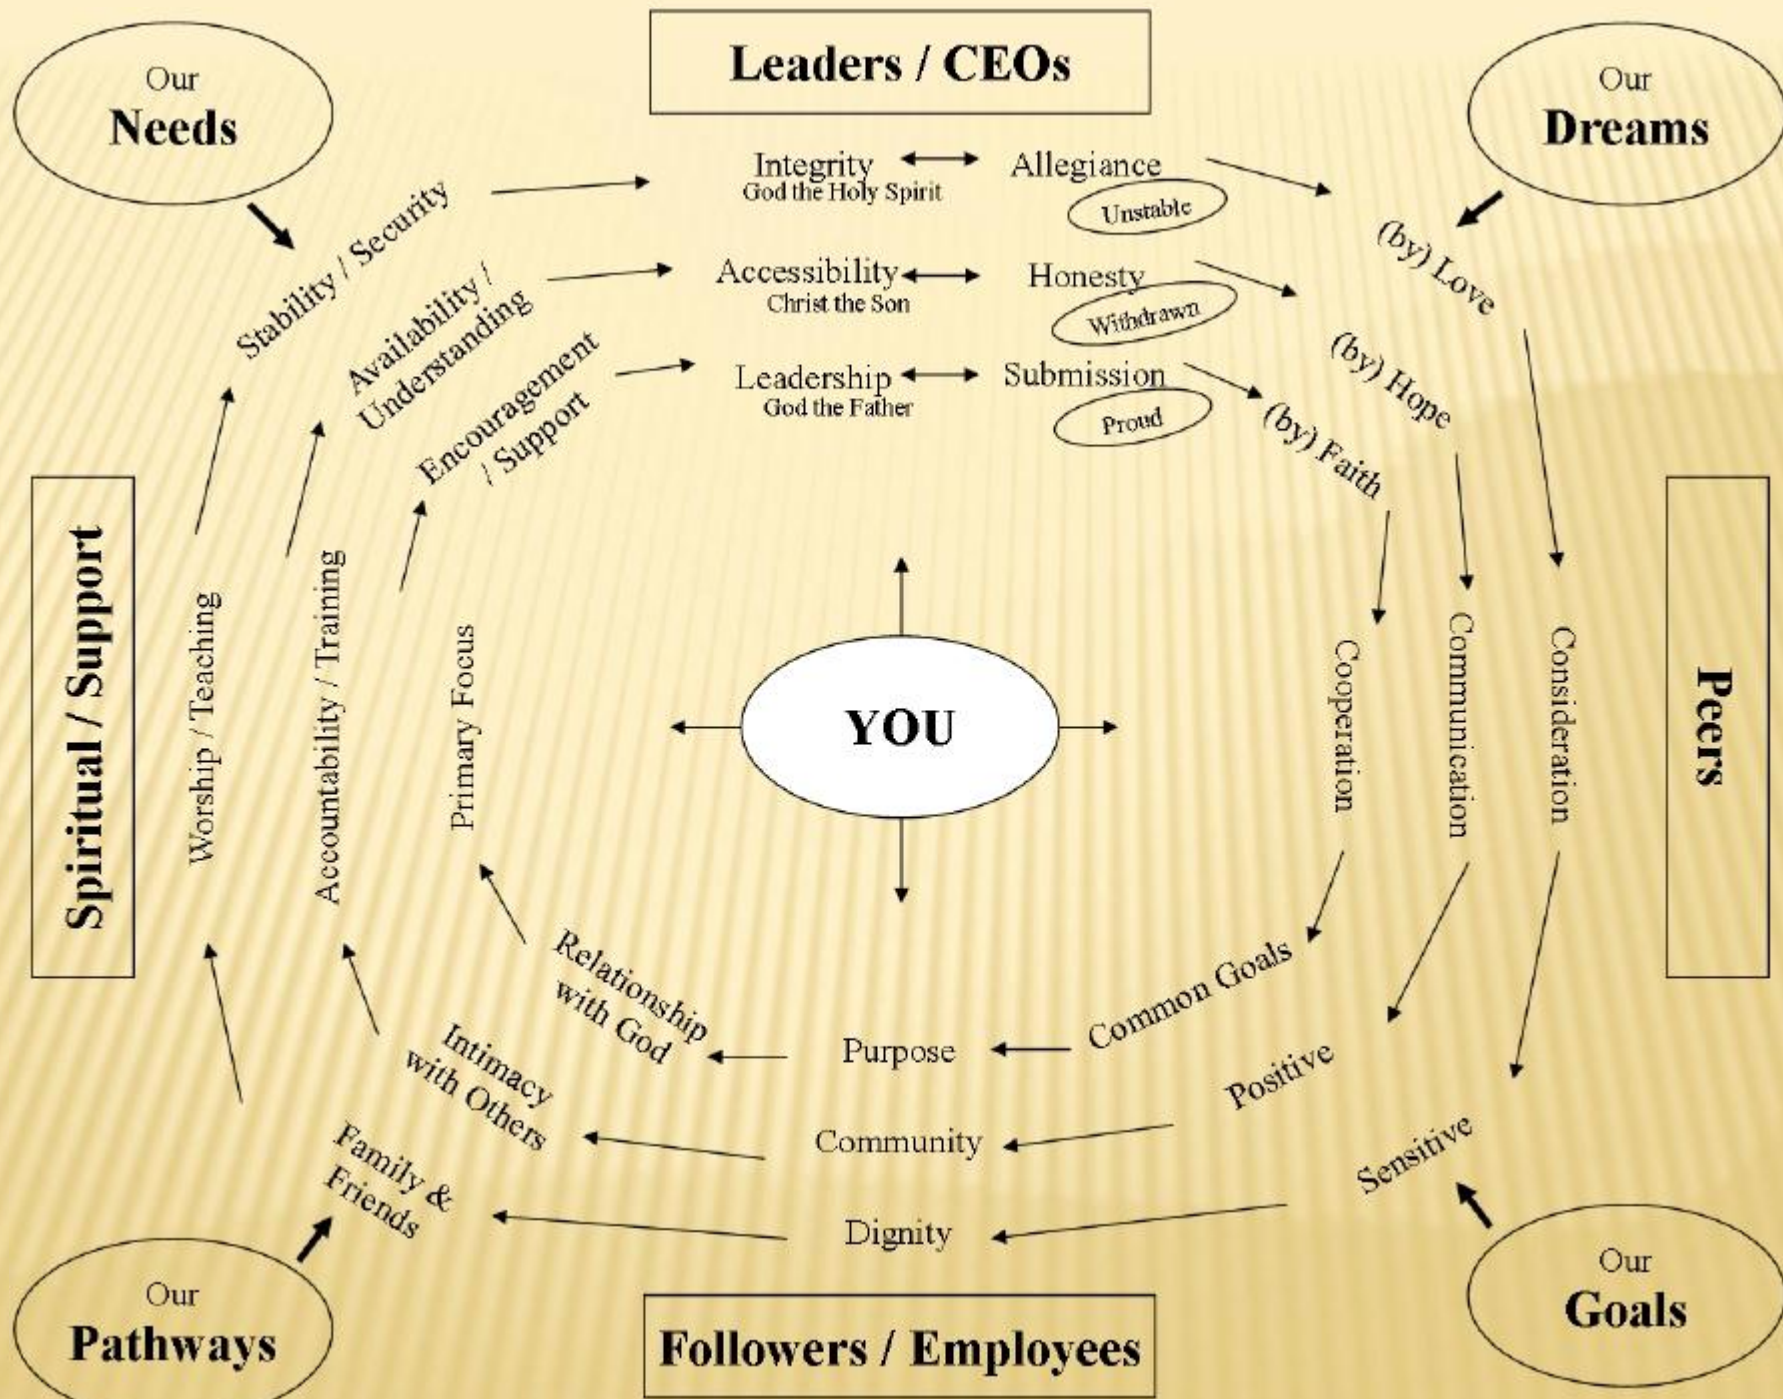 Leaders / CEOs
Our
Needs
Our
Dreams
Integrity
God the Holy Spirit
Allegiance
Unstable
Accessibility
Christ the Son
Honesty
Withdrawn
Leadership
God the Father
Submission
Proud
(by) Love
(by) Hope
(by) Faith
Peers
Consideration
Communication
Cooperation
Common Goals
Positive
Sensitive
Our
Goals
Followers / Employees
Purpose
Community
Dignity
Relationship
with God
Intimacy
with Others
Family &
Friends
Our
Pathways
Spiritual / Support
Worship / Teaching
Accountability / Training
Primary Focus
Stability / Security
Availability /
Understanding
Encouragement
/ Support
YOU